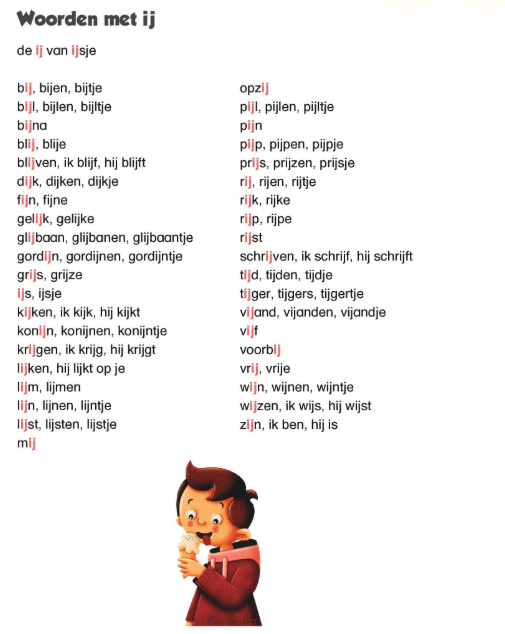 Woorden met ij
de ij van ijsje
bij, bijen, bijtje
bijl, bijlen, bijltje
bijna
blij, blije
blijven, ik blijf, hij blijft
dijk, dijken, dijkje
fijn, fijne
gelijk, gelijke
glijbaan, glijbanen, glijbaantje
gordijn, gordijnen, gordijntje
grijs, grijze
ijs, ijsje
kijken, ik kijk, hij kijkt
konijn, konijnen, konijntje
krijgen, ik krijg, hij krijgt
lijken, hij lijkt op je
lijm, lijmen
lijn, lijnen, lijntje
lijst, lijsten, lijstje
mij
opzij
pijl, pijlen, pijltje
pijn
pijp, pijpen, pijpje
prijs, prijzen, prijsje
rij, rijen, rijtje
rijk, rijke
rijp, rijpe
rijst
schrijven, ik schrijf, hij schrijft
tijd, tijden, tijdje
tijger, tijgers, tijgertje
vijand, vijanden, vijandje
vijf
voorbij
vrij, vrije
wijn, wijnen, wijntje
wijzen, ik wijs, hij wijst
zijn, ik ben, hij is